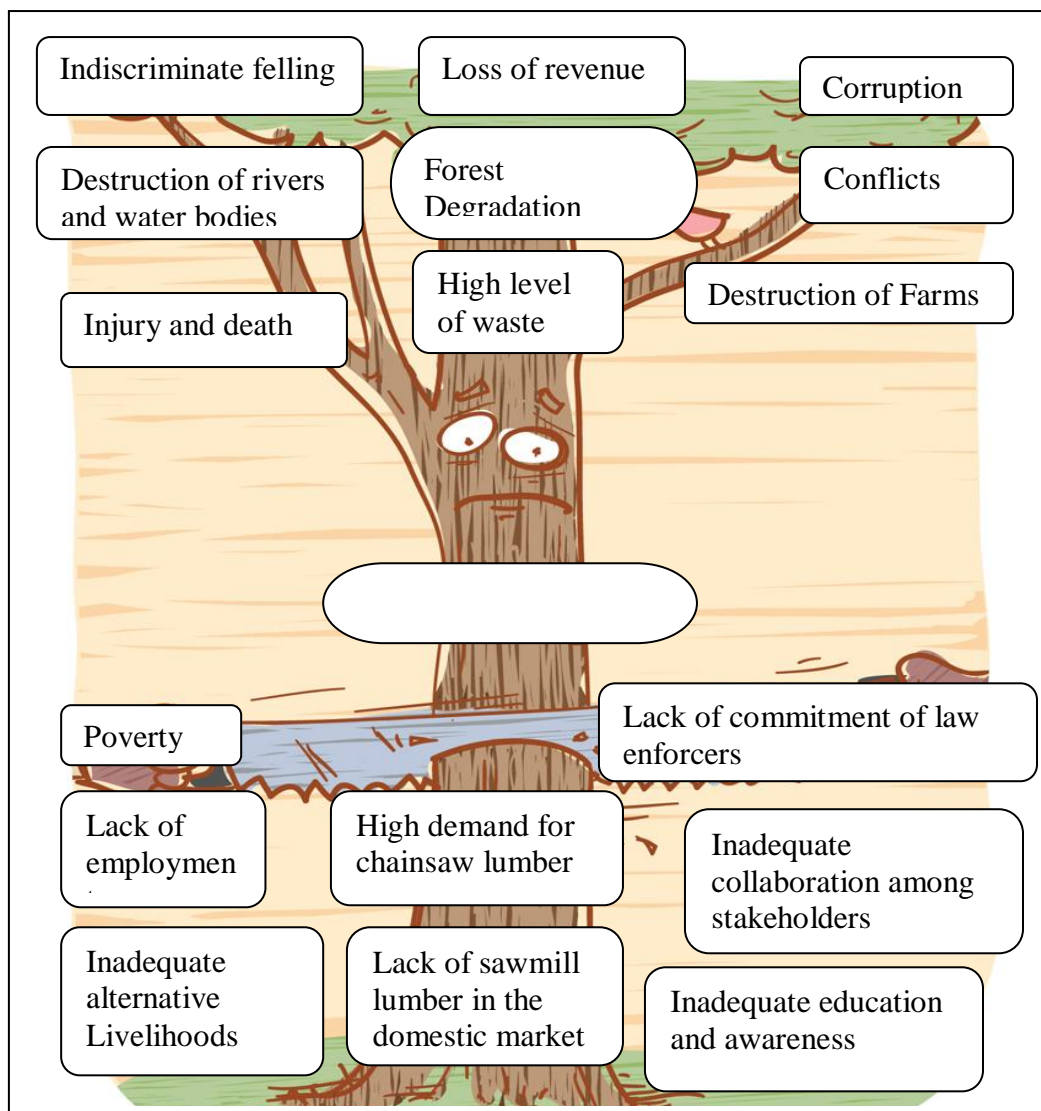 Indiscriminate felling
Loss of revenue
Corruption
Destruction of rivers
and water bodies
Forest
Degradation
Conflicts
High level
of waste
Destruction of Farms
Injury and death
Poverty
Lack of commitment of law
enforcers
Lack of
employmen
High demand for
chainsaw lumber
Inadequate
collaboration among
stakeholders
Inadequate
alternative
Livelihoods
Lack of sawmill
lumber in the
domestic market
Inadequate education
and awareness